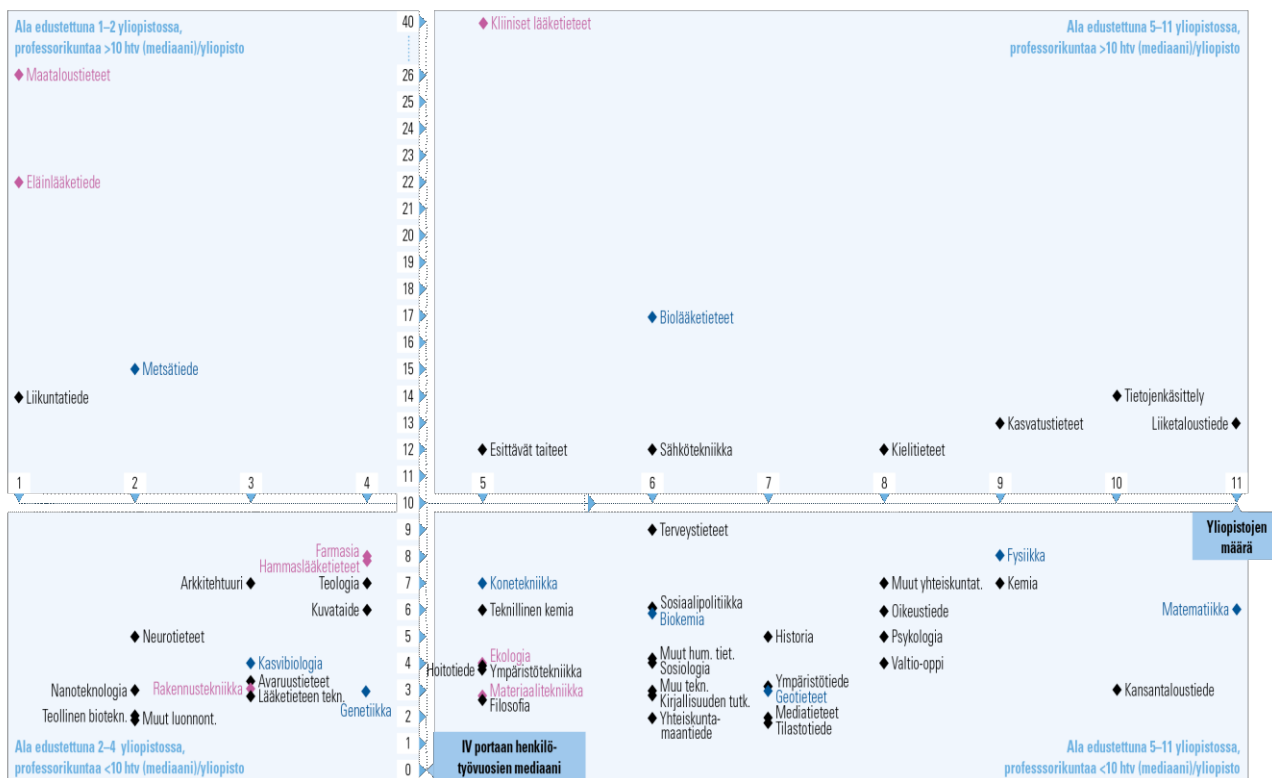 Ala edustettuna 1–2 yliopistossa,
professorikuntaa >10 htv (mediaani)/yliopisto
40
Kliiniset lääketieteet
Ala edustettuna 5–11 yliopistossa,
professorikuntaa >10 htv (mediaani)/yliopisto
Maataloustieteet
26
25
24
23
Eläinlääketiede
22
21
20
19
18
17
Biolääketieteet
16
Metsätiede
15
Liikuntatiede
14
Tietojenkäsittely
13
Kasvatustieteet
Liiketaloustiede
12
Esittävät taiteet
Sähkötekniikka
Kielitieteet
11
1
2
3
4
5
6
7
8
9
10
11
10
Yliopistojen
määrä
9
Terveystieteet
Farmasia
Hammaslääketieteet
8
Fysiikka
Arkkitehtuuri
Teologia
7
Konetekniikka
Muut yhteiskuntat.
Kemia
Kuvataide
6
Teknillinen kemia
Sosiaalipolitiikka
Biokemia
Oikeustiede
Matematiikka
Neurotieteet
5
Historia
Psykologia
Kasvibiologia
4
Ekologia
Hoitotiede
Ympäristötekniikka
Muut hum. tiet.
Sosiologia
Valtio-oppi
Nanoteknologia
Rakennustekniikka
Avaruustieteet
Lääketieteen tekn.
Genetiikka
3
Materiaalitekniikka
Filosofia
Muu tekn.
Kirjallisuuden tutk.
Ympäristötiede
Geotieteet
Kansantaloustiede
Teollinen biotekn.
Muut luonnont.
2
Yhteiskunta-
maantiede
Mediatieteet
Tilastotiede
Ala edustettuna 2–4 yliopistossa,
professorikuntaa <10 htv (mediaani)/yliopisto
1
0
IV portaan henkilö-
työvuosien mediaani
Ala edustettuna 5–11 yliopistossa,
professsorikuntaa <10 htv (mediaani)/yliopisto